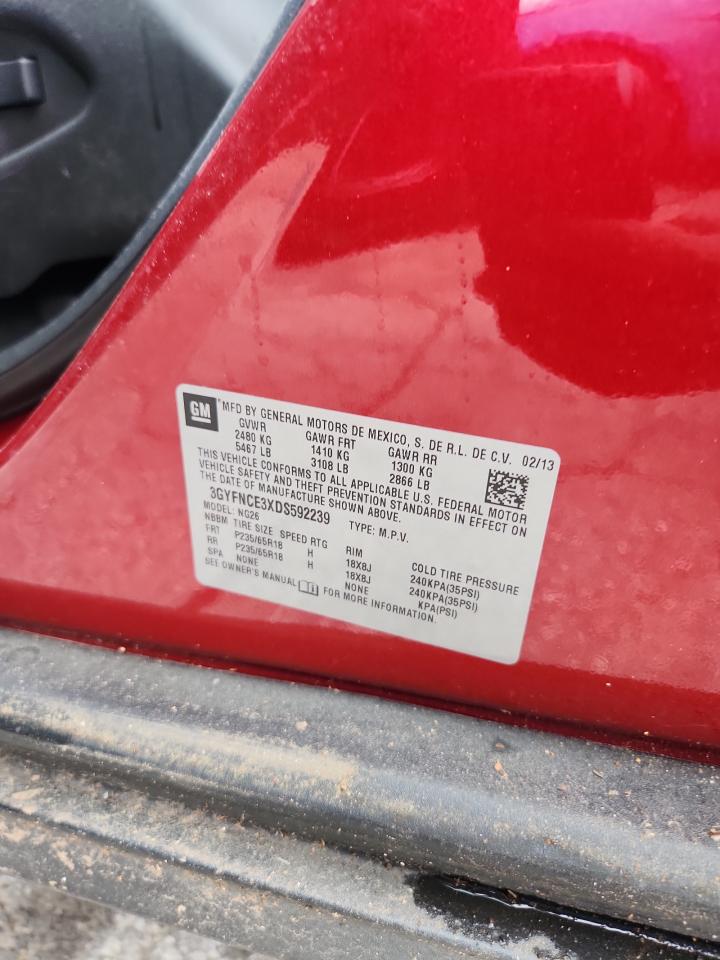 GM ® MFD BY GENERAL MOTORS DE MEXICO, S. DE R.L. DE C.V. 02/13
GVWR GAWR FRT GAWR RR
2480 KG 1410 KG 1300 KG
5467 LB 3108 LB 2866 LB
THIS VEHICLE CONFORMS TO ALL APPLICABLE U.S. FEDERAL MOTOR
VEHICLE SAFETY AND THEFT PREVENTION STANDARDS IN EFFECT ON
THE DATE OF MANUFACTURE SHOWN ABOVE.
3GYFNCE3XDS592239 TYPE: M.P.V.
MODEL: NG26
NBBM TIRE SIZE SPEED RTG RIM COLD TIRE PRESSURE
FRT P235/65R18 H 18X8J 240KPA(35PSI)
RR P235/65R18 H 18X8J 240KPA(35PSI)
SPA NONE NONE KPA(PSI)
SEE OWNER'S MANUAL FOR MORE INFORMATION.